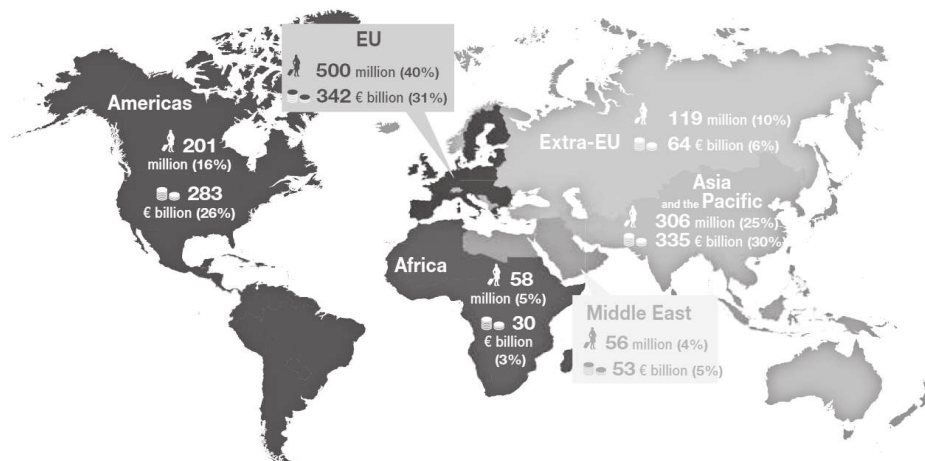 EU
500 million (40%)
342 € billion (31%)
Americas
201
million (16%)
283
€ billion (26%)
119 million (10%)
Extra-EU
64 € billion (6%)
Asia
and the Pacific
306 million (25%)
335 € billion (30%)
Africa
58
million (5%)
30
€ billion
(3%)
Middle East
56 million (4%)
53 € billion (5%)